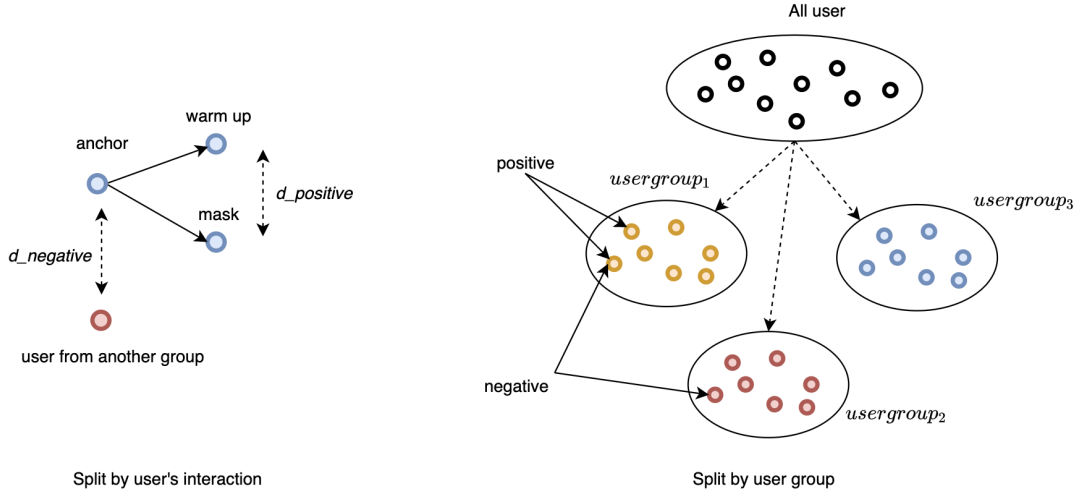 All user
warm up
anchor
positive
usergroup₁
d_positive
usergroup₃
mask
d_negative
user from another group
negative
usergroup₂
Split by user's interaction
Split by user group